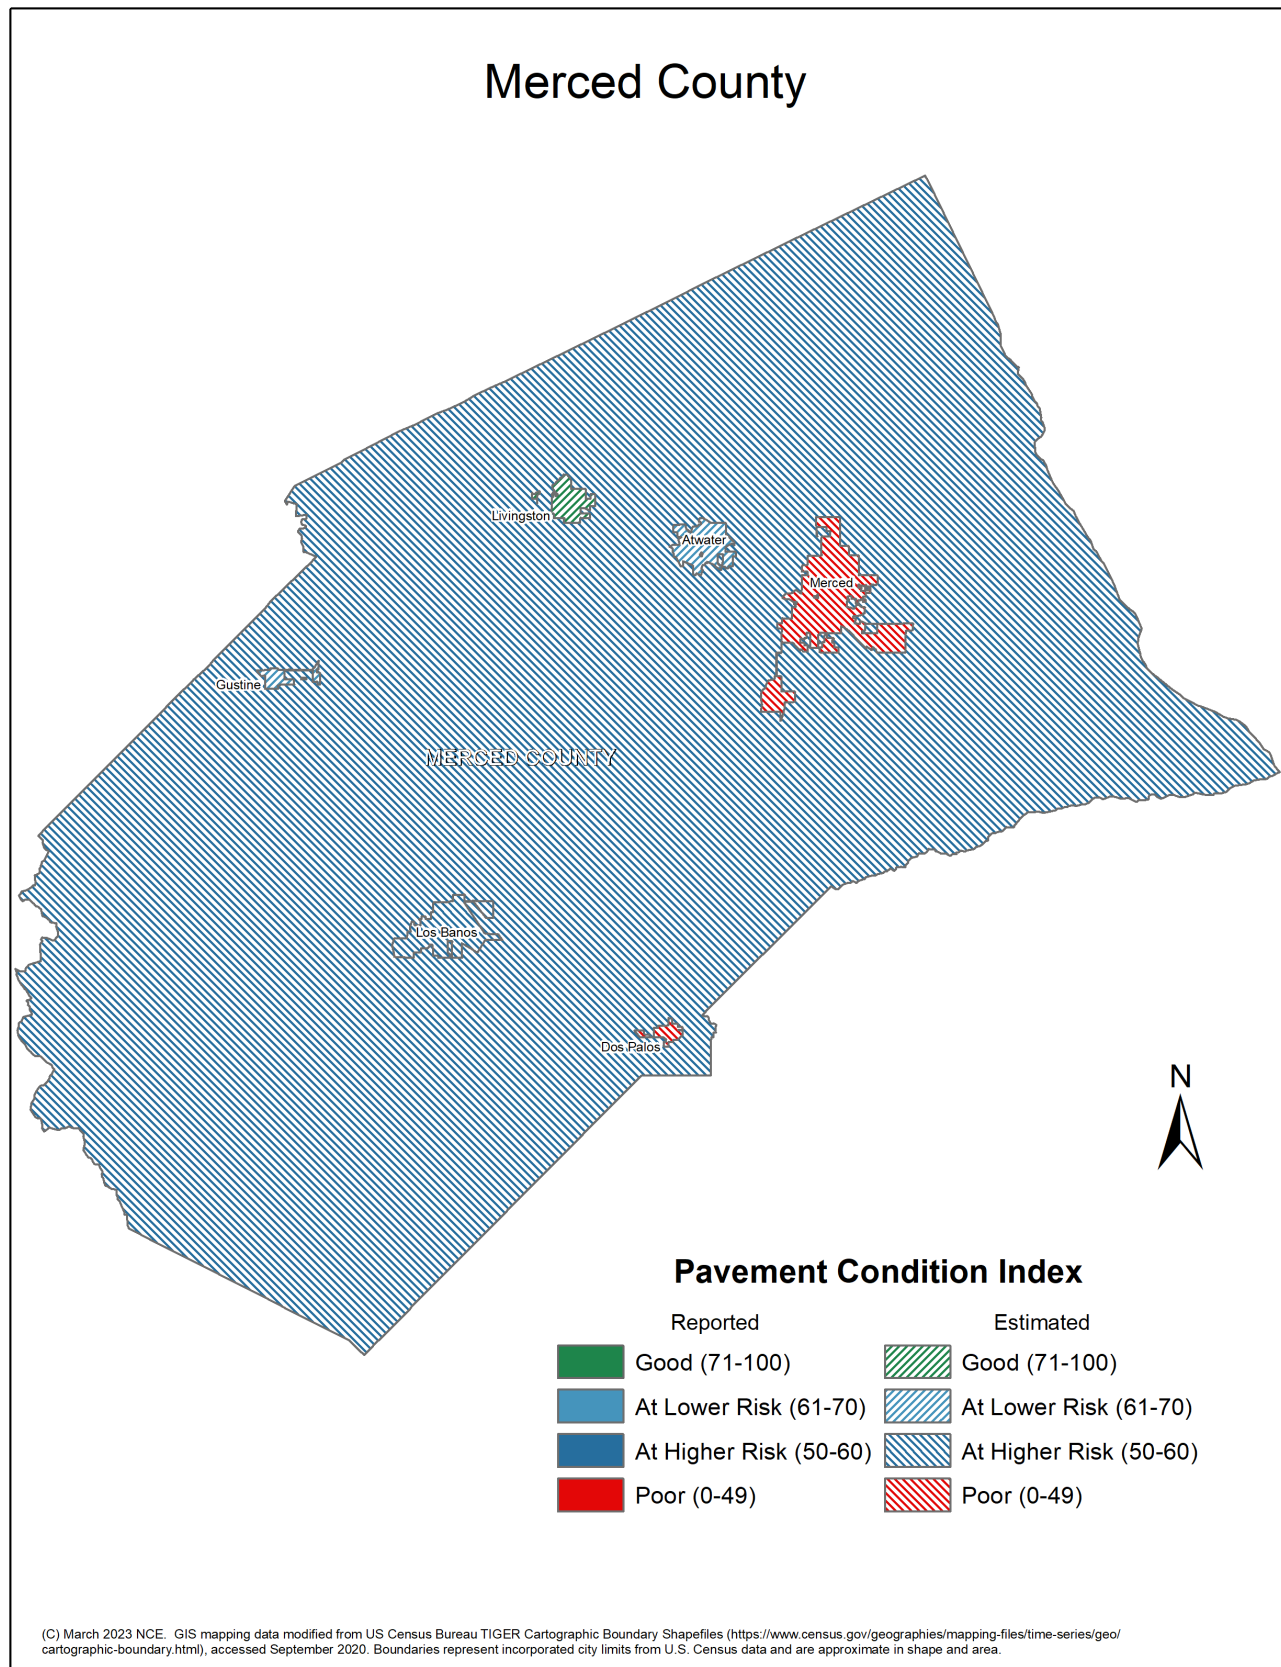 Merced County
Livingston
Atwater
Merced
Gustine
MERCED COUNTY
Los Banos
Dos Palos
N
Pavement Condition Index
Reported
Estimated
Good (71-100)
Good (71-100)
At Lower Risk (61-70)
At Lower Risk (61-70)
At Higher Risk (50-60)
At Higher Risk (50-60)
Poor (0-49)
Poor (0-49)
(C) March 2023 NCE.  GIS mapping data modified from US Census Bureau TIGER Cartographic Boundary Shapefiles (https://www.census.gov/geographies/mapping-files/time-series/geo/
cartographic-boundary.html), accessed September 2020. Boundaries represent incorporated city limits from U.S. Census data and are approximate in shape and area.